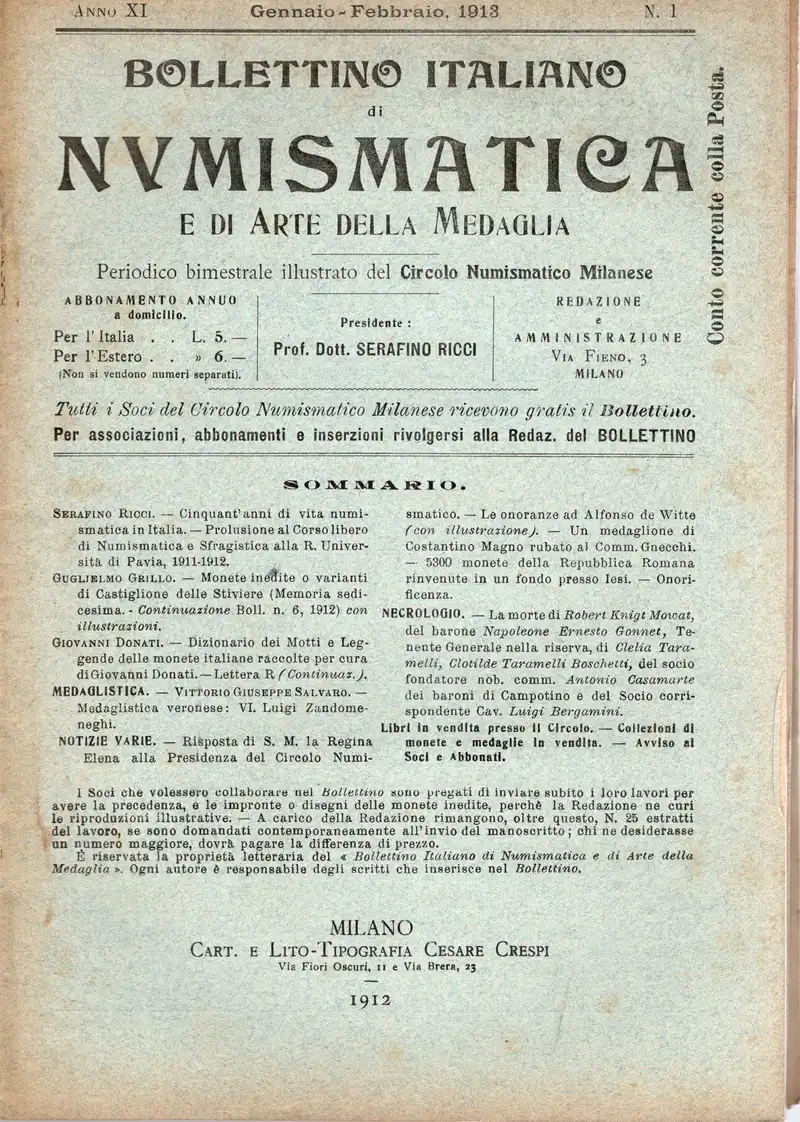 ANNO XI Gennaio-Febbraio, 1913 N. 1
BOLLETTINO ITALIANO
di
NVMISMATICA
E DI ARTE DELLA MEDAGLIA
Periodico bimestrale illustrato del Circolo Numismatico Milanese
ABBONAMENTO ANNUO
a domicilio.
Per l'Italia . . L. 5. —
Per l'Estero . . » 6. —
(Non si vendono numeri separati).
Presidente :
Prof. Dott. SERAFINO RICCI
REDAZIONE
e
AMMINISTRAZIONE
VIA FIENO, 3
MILANO
Conto corrente colla Posta.
Tutti i Soci del Circolo Numismatico Milanese ricevono gratis il Bollettino.
Per associazioni, abbonamenti e inserzioni rivolgersi alla Redaz. del BOLLETTINO
SOMMARIO.
SERAFINO RICCI. — Cinquant'anni di vita numi-
smatica in Italia. — Prolusione al Corso libero
di Numismatica e Sfragistica alla R. Univer-
sità di Pavia, 1911-1912.
GUGLIELMO GRILLO. — Monete inedite o varianti
di Castiglione delle Stiviere (Memoria sedi-
cesima. - Continuazione Boll. n. 6, 1912) con
illustrazioni.
GIOVANNI DONATI. — Dizionario dei Motti e Leg-
gende delle monete italiane raccolte per cura
di Giovanni Donati. — Lettera R (Continuaz.).
MEDAGLISTICA. — VITTORIO GIUSEPPE SALVARO. —
Medaglistica veronese: VI. Luigi Zandome-
neghi.
NOTIZIE VARIE. — Risposta di S. M. la Regina
Elena alla Presidenza del Circolo Numi-
smatico. — Le onoranze ad Alfonso de Witte
(con illustrazione). — Un medaglione di
Costantino Magno rubato al Comm. Gnecchi.
— 5300 monete della Repubblica Romana
rinvenute in un fondo presso Iesi. — Onori-
ficenza.
NECROLOGIO. — La morte di Robert Knigt Mowat,
del barone Napoleone Ernesto Gonnet, Te-
nente Generale nella riserva, di Clelia Tara-
melli, Clotilde Taramelli Boschetti, del socio
fondatore nob. comm. Antonio Casamarte
dei baroni di Campotino e del Socio corri-
spondente Cav. Luigi Bergamini.
Libri in vendita presso il Circolo. — Collezioni di
monete e medaglie in vendita. — Avviso ai
Soci e Abbonati.
I Soci che volessero collaborare nel Bollettino sono pregati di inviare subito i loro lavori per
avere la precedenza, e le impronte o disegni delle monete inedite, perchè la Redazione ne curi
le riproduzioni illustrative. — A carico della Redazione rimangono, oltre questo, N. 25 estratti
del lavoro, se sono domandati contemporaneamente all'invio del manoscritto ; chi ne desiderasse
un numero maggiore, dovrà pagare la differenza di prezzo.
È riservata la proprietà letteraria del « Bollettino Italiano di Numismatica e di Arte della
Medaglia ». Ogni autore è responsabile degli scritti che inserisce nel Bollettino.
MILANO
CART. E LITO-TIPOGRAFIA CESARE CRESPI
Via Fiori Oscuri, 11 e Via Brera, 23
1912